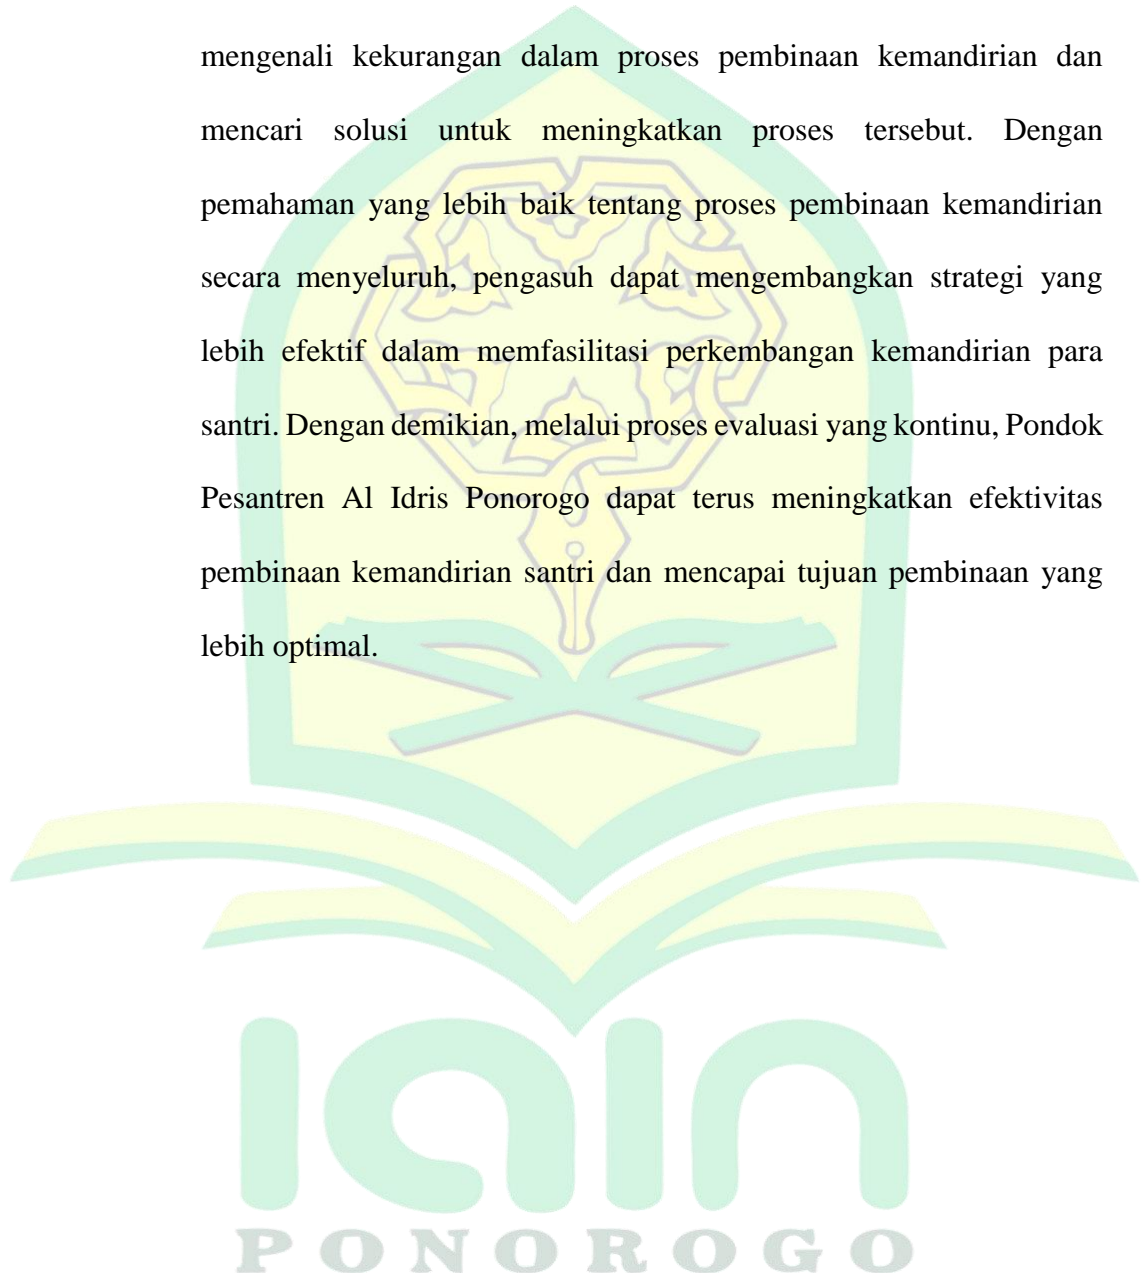 mengenali kekurangan dalam proses pembinaan kemandirian dan
mencari solusi untuk meningkatkan proses tersebut. Dengan
pemahaman yang lebih baik tentang proses pembinaan kemandirian
secara menyeluruh, pengasuh dapat mengembangkan strategi yang
lebih efektif dalam memfasilitasi perkembangan kemandirian para
santri. Dengan demikian, melalui proses evaluasi yang kontinu, Pondok
Pesantren Al Idris Ponorogo dapat terus meningkatkan efektivitas
pembinaan kemandirian santri dan mencapai tujuan pembinaan yang
lebih optimal.
iain
PONOROGO